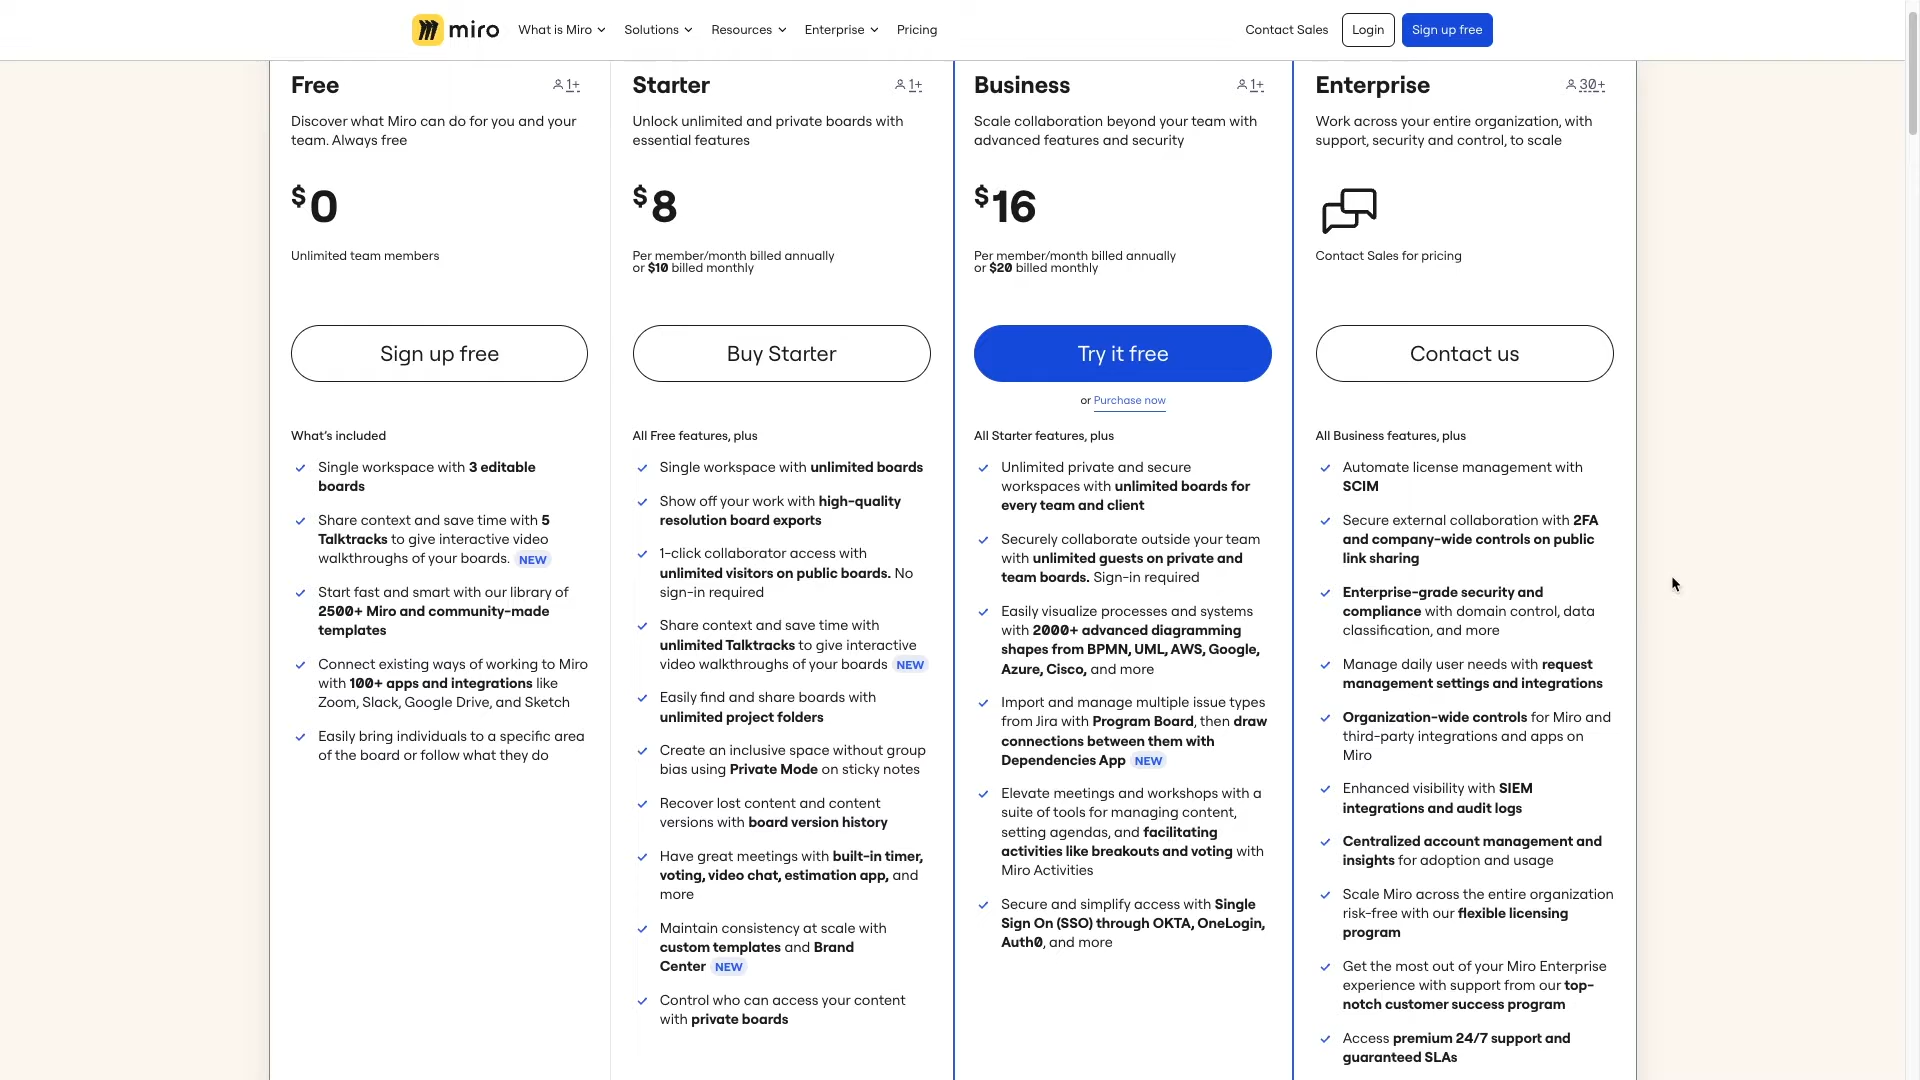 miro
What is Miro
Solutions
Resources
Enterprise
Pricing
Contact Sales
Login
Sign up free
Free
1+
Discover what Miro can do for you and your
team. Always free
$0
Unlimited team members
Sign up free
What's included
Single workspace with 3 editable
boards
Share context and save time with 5
Talktracks to give interactive video
walkthroughs of your boards. NEW
Start fast and smart with our library of
2500+ Miro and community-made
templates
Connect existing ways of working to Miro
with 100+ apps and integrations like
Zoom, Slack, Google Drive, and Sketch
Easily bring individuals to a specific area
of the board or follow what they do
Starter
1+
Unlock unlimited and private boards with
essential features
$8
Per member/month billed annually
or $10 billed monthly
Buy Starter
All Free features, plus
Single workspace with unlimited boards
Show off your work with high-quality
resolution board exports
1-click collaborator access with
unlimited visitors on public boards. No
sign-in required
Share context and save time with
unlimited Talktracks to give interactive
video walkthroughs of your boards NEW
Easily find and share boards with
unlimited project folders
Create an inclusive space without group
bias using Private Mode on sticky notes
Recover lost content and content
versions with board version history
Have great meetings with built-in timer,
voting, video chat, estimation app, and
more
Maintain consistency at scale with
custom templates and Brand
Center NEW
Control who can access your content
with private boards
Business
1+
Scale collaboration beyond your team with
advanced features and security
$16
Per member/month billed annually
or $20 billed monthly
Try it free
or Purchase now
All Starter features, plus
Unlimited private and secure
workspaces with unlimited boards for
every team and client
Securely collaborate outside your team
with unlimited guests on private and
team boards. Sign-in required
Easily visualize processes and systems
with 2000+ advanced diagramming
shapes from BPMN, UML, AWS, Google,
Azure, Cisco, and more
Import and manage multiple issue types
from Jira with Program Board, then draw
connections between them with
Dependencies App NEW
Elevate meetings and workshops with a
suite of tools for managing content,
setting agendas, and facilitating
activities like breakouts and voting with
Miro Activities
Secure and simplify access with Single
Sign On (SSO) through OKTA, OneLogin,
Auth0, and more
Enterprise
30+
Work across your entire organization, with
support, security and control, to scale
Contact Sales for pricing
Contact us
All Business features, plus
Automate license management with
SCIM
Secure external collaboration with 2FA
and company-wide controls on public
link sharing
Enterprise-grade security and
compliance with domain control, data
classification, and more
Manage daily user needs with request
management settings and integrations
Organization-wide controls for Miro and
third-party integrations and apps on
Miro
Enhanced visibility with SIEM
integrations and audit logs
Centralized account management and
insights for adoption and usage
Scale Miro across the entire organization
risk-free with our flexible licensing
program
Get the most out of your Miro Enterprise
experience with support from our top-
notch customer success program
Access premium 24/7 support and
guaranteed SLAs